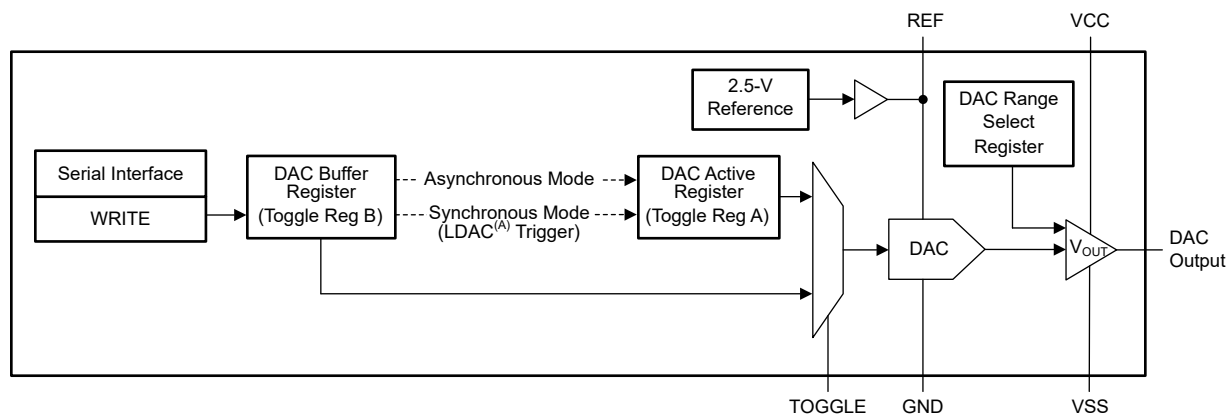 REF
VCC
2.5-V
Reference
DAC Range
Select
Register
Serial Interface
WRITE
DAC Buffer
Register
(Toggle Reg B)
Asynchronous Mode
Synchronous Mode
(LDAC(A) Trigger)
DAC Active
Register
(Toggle Reg A)
DAC
VOUT
DAC
Output
TOGGLE
GND
VSS